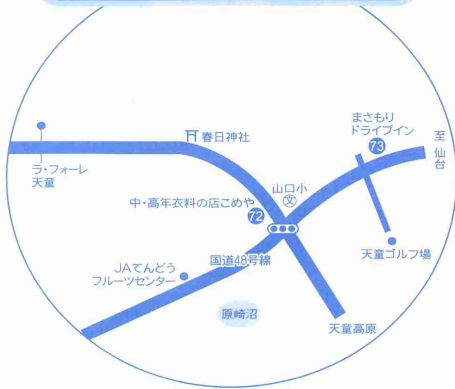 春日神社
まさもり
ドライブイン
73
至
仙
台
ラ・フォーレ
天童
中・高年衣料の店こめや
72
山口小
文
天童ゴルフ場
国道48号線
JAてんどう
フルーツセンター
原崎沼
天童高原